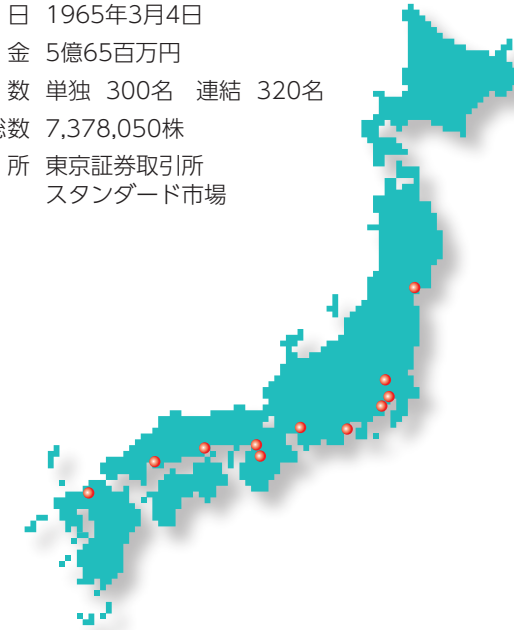 日 1965年3月4日
金 5億65百万円
数 単独 300名 連結 320名
総数 7,378,050株
所 東京証券取引所
スタンダード市場